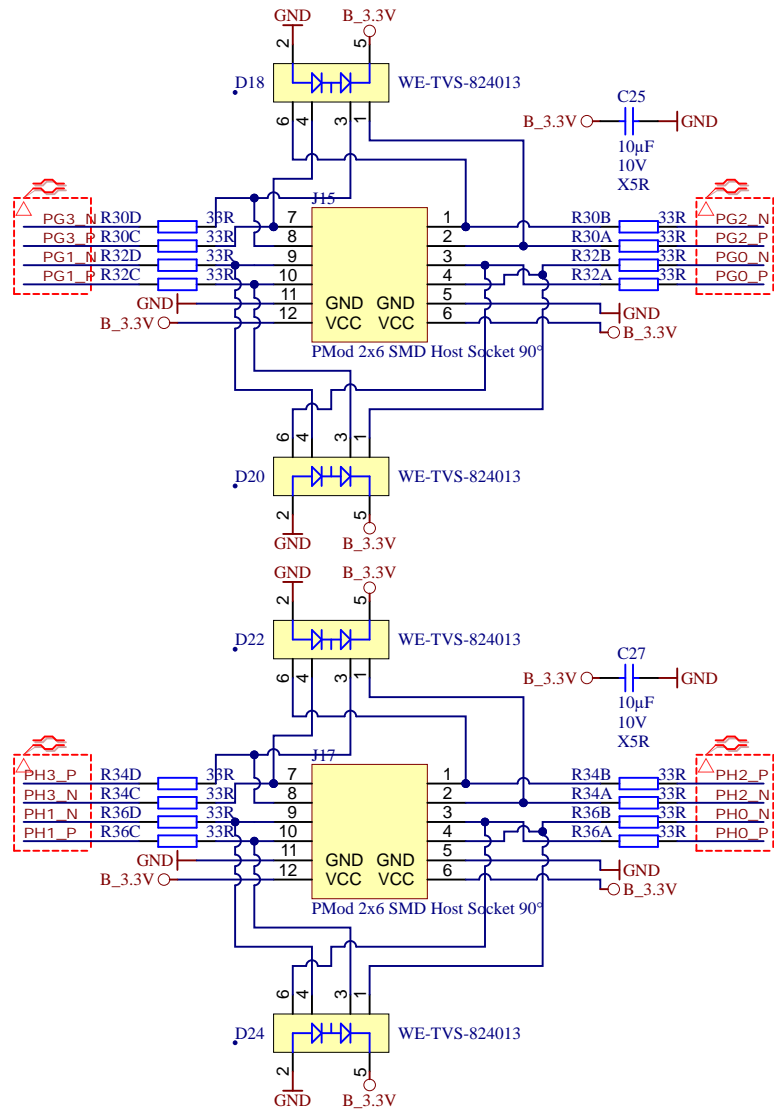 GND B_3.3V
2 5
D18 WE-TVS-824013
6 4 3 1
C25
B_3.3V GND
10µF
10V
X5R
J15
PG3_N R30D 33R 7 1 R30B 33R PG2_N
PG3_P R30C 33R 8 2 R30A 33R PG2_P
PG1_N R32D 33R 9 3 R32B 33R PG0_N
PG1_P R32C 33R 10 4 R32A 33R PG0_P
GND 11 GND GND 5 GND
B_3.3V 12 VCC VCC 6 B_3.3V
PMod 2x6 SMD Host Socket 90°
6 4 3 1
D20 WE-TVS-824013
2 5
GND B_3.3V
GND B_3.3V
2 5
D22 WE-TVS-824013
6 4 3 1
C27
B_3.3V GND
10µF
10V
X5R
J17
PH3_P R34D 33R 7 1 R34B 33R PH2_P
PH3_N R34C 33R 8 2 R34A 33R PH2_N
PH1_N R36D 33R 9 3 R36B 33R PH0_N
PH1_P R36C 33R 10 4 R36A 33R PH0_P
GND 11 GND GND 5 GND
B_3.3V 12 VCC VCC 6 B_3.3V
PMod 2x6 SMD Host Socket 90°
6 4 3 1
D24 WE-TVS-824013
2 5
GND B_3.3V